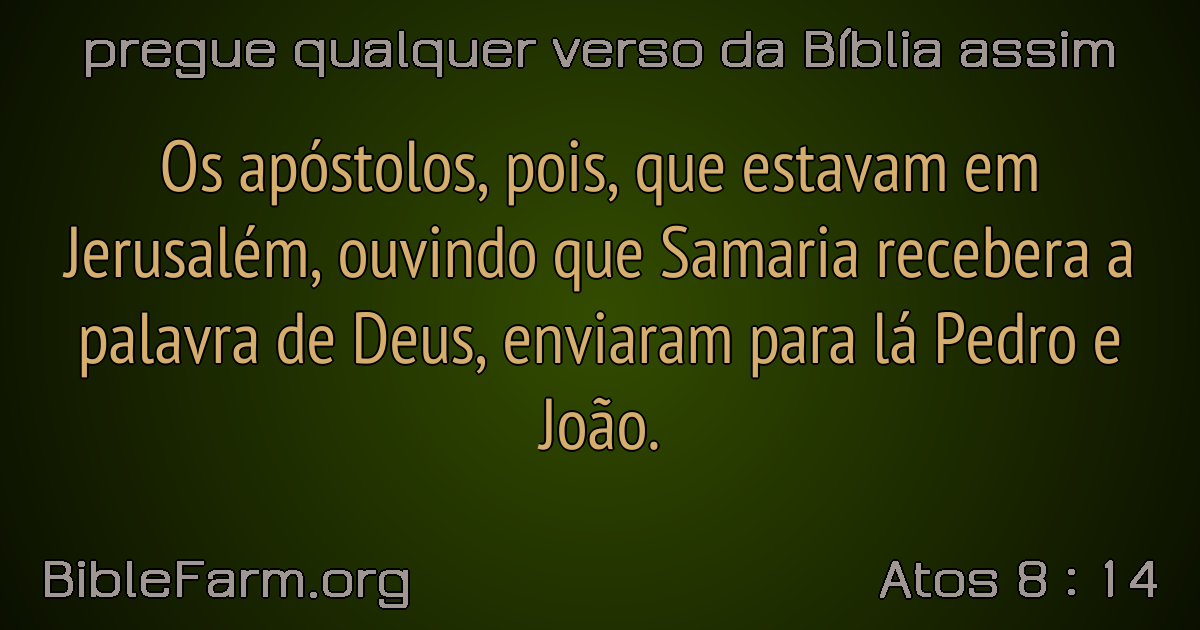 pregue qualquer verso da Bíblia assim
Os apóstolos, pois, que estavam em
Jerusalém, ouvindo que Samaria recebera a
palavra de Deus, enviaram para lá Pedro e
João.
BibleFarm.org
Atos 8 : 14